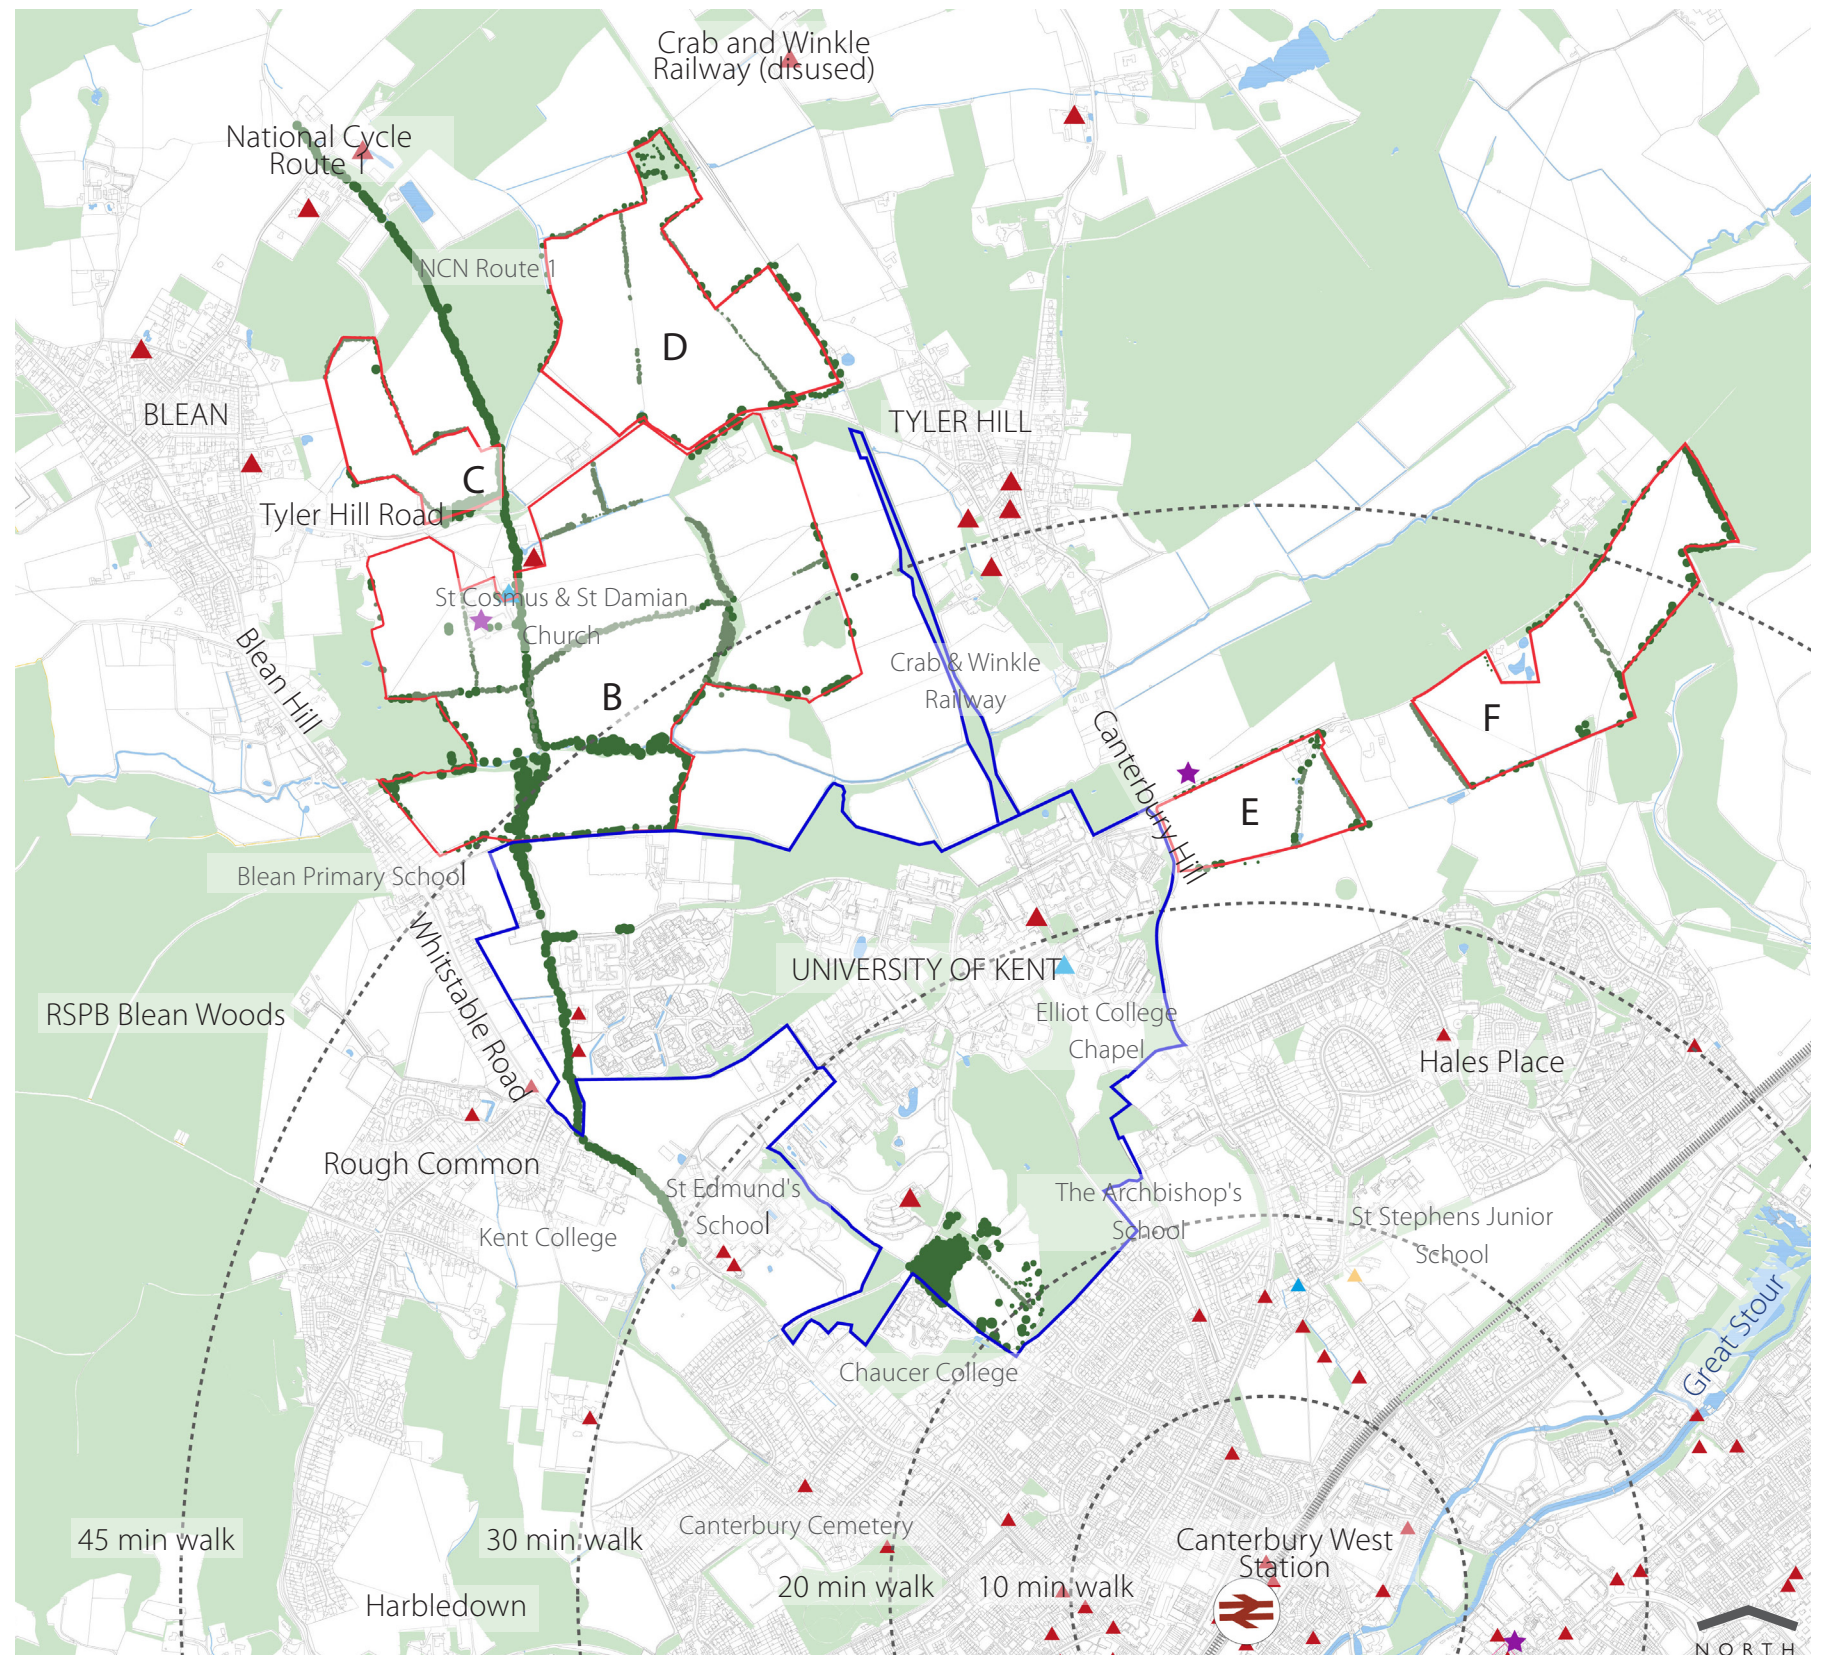 Crab and Winkle
Railway (disused)
National Cycle
Route 1
NCN Route 1
D
BLEAN
TYLER HILL
C
Tyler Hill Road
St Cosmus & St Damian
Church
Blean Hill
B
Crab & Winkle
Railway
Canterbury Hill
F
E
Blean Primary School
Whitstable Road
UNIVERSITY OF KENT
RSPB Blean Woods
Elliot College
Chapel
Hales Place
Rough Common
St Edmund's
School
The Archbishop's
School
St Stephens Junior
School
Kent College
Great Stour
Chaucer College
Canterbury Cemetery
45 min walk
30 min walk
20 min walk
10 min walk
Canterbury West
Station
Harbledown
NORTH